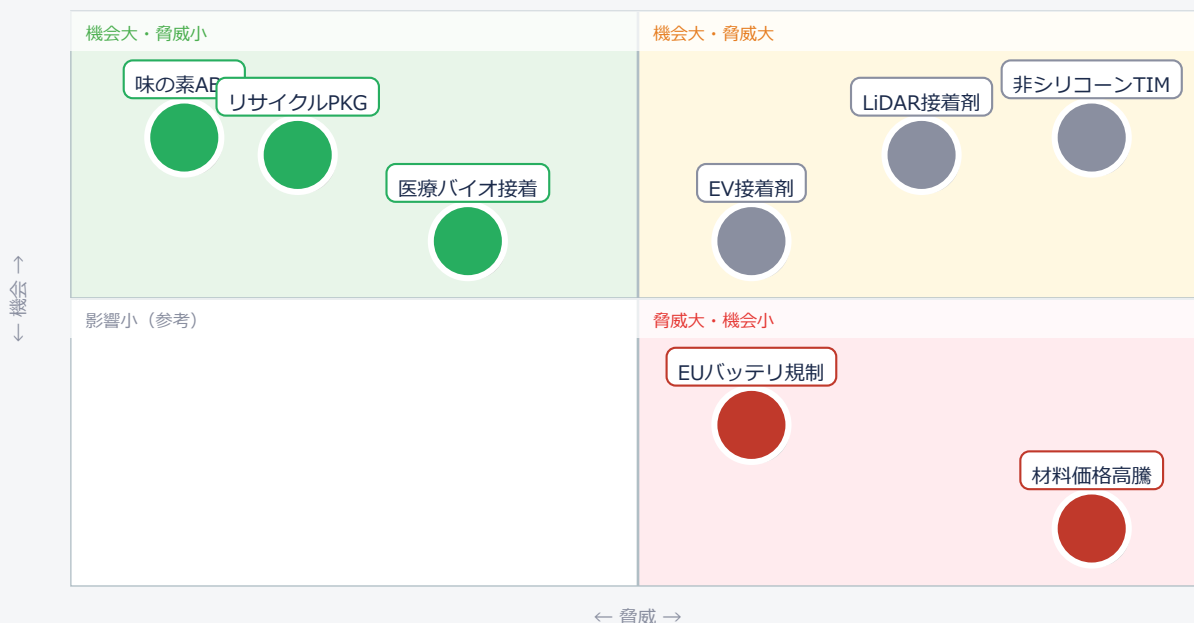 機会大・脅威小
機会大・脅威大
味の素AB
リサイクルPKG
LiDAR接着剤
非シリコーンTIM
医療バイオ接着
EV接着剤
← 機会 →
影響小（参考）
脅威大・機会小
EUバッテリ規制
材料価格高騰
← 脅威 →